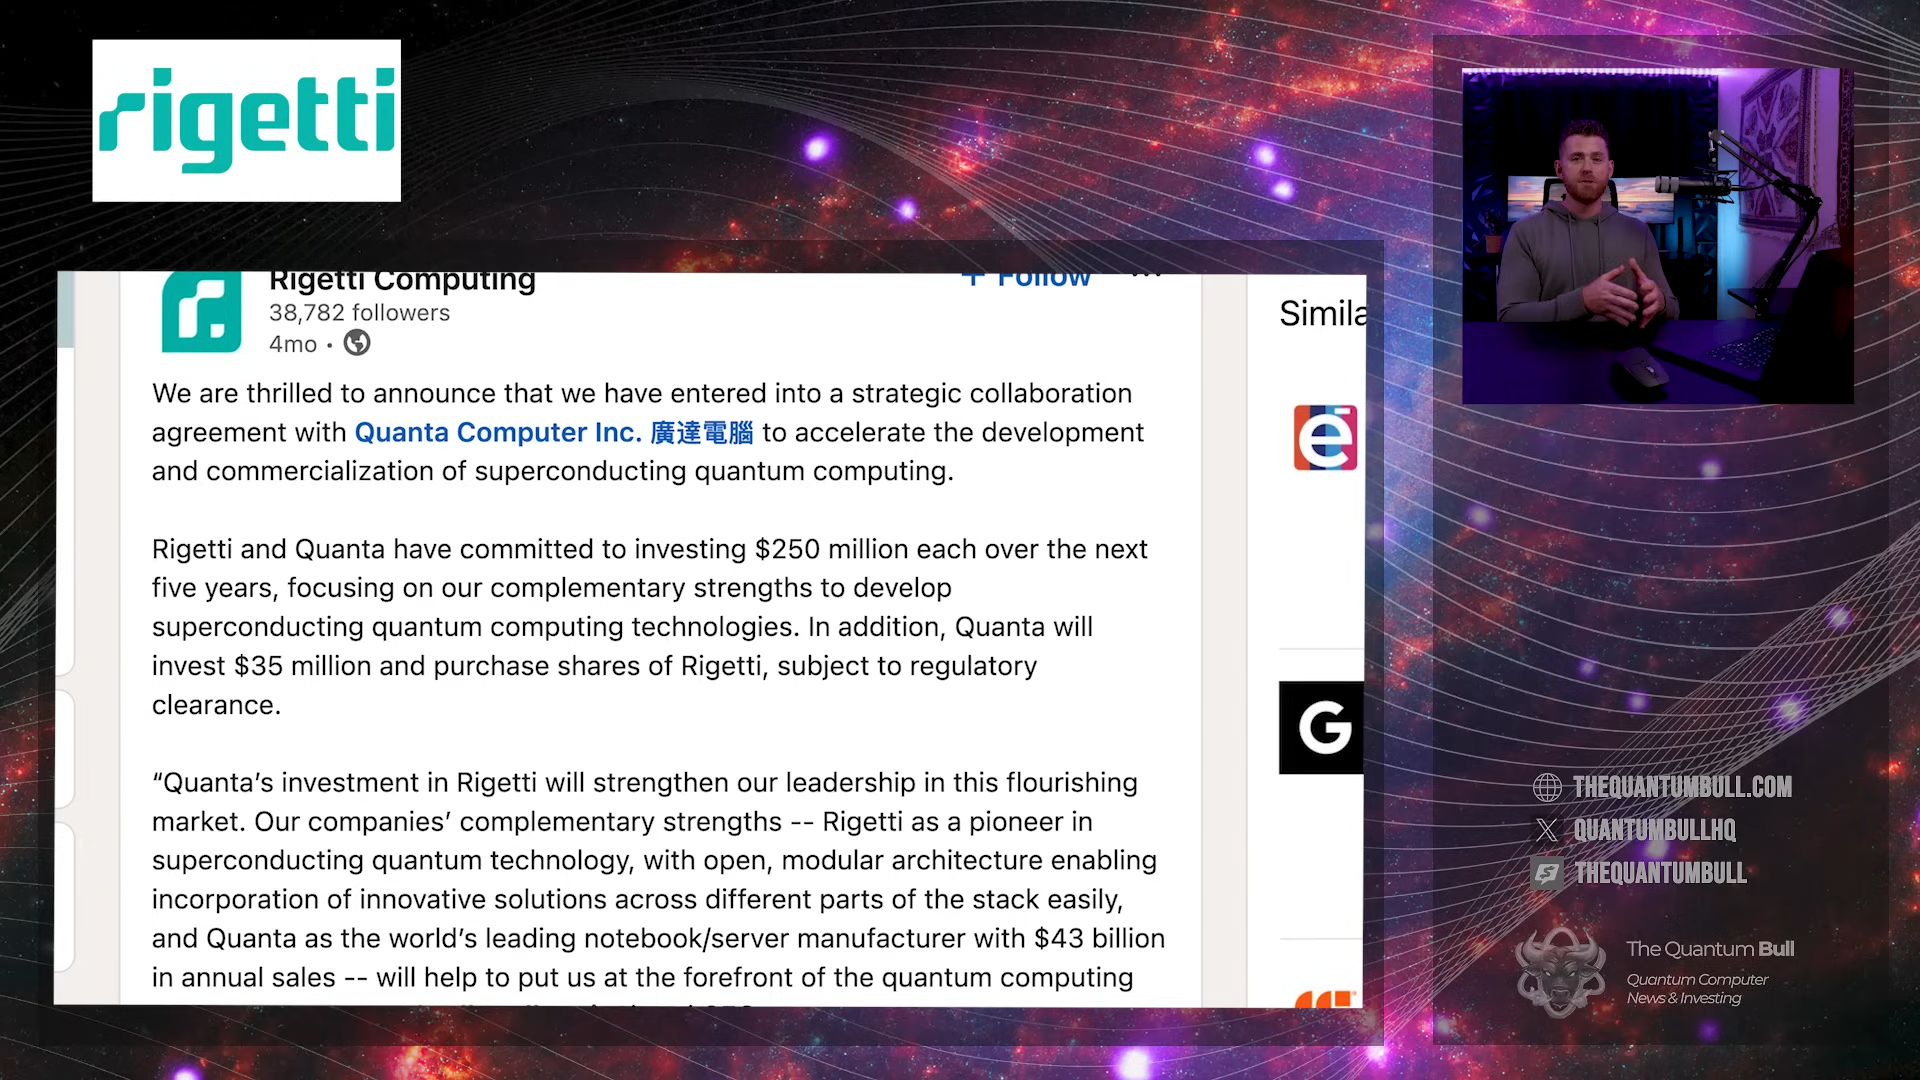 rigetti
Rigetti Computing
+ Follow
38,782 followers
4mo •
We are thrilled to announce that we have entered into a strategic collaboration
agreement with Quanta Computer Inc. 廣達電腦 to accelerate the development
and commercialization of superconducting quantum computing.
Rigetti and Quanta have committed to investing $250 million each over the next
five years, focusing on our complementary strengths to develop
superconducting quantum computing technologies. In addition, Quanta will
invest $35 million and purchase shares of Rigetti, subject to regulatory
clearance.
“Quanta’s investment in Rigetti will strengthen our leadership in this flourishing
market. Our companies’ complementary strengths -- Rigetti as a pioneer in
superconducting quantum technology, with open, modular architecture enabling
incorporation of innovative solutions across different parts of the stack easily,
and Quanta as the world’s leading notebook/server manufacturer with $43 billion
in annual sales -- will help to put us at the forefront of the quantum computing
Simila
G
THEQUANTUMBULL.COM
QUANTUMBULLHQ
THEQUANTUMBULL
The Quantum Bull
Quantum Computer
News & Investing